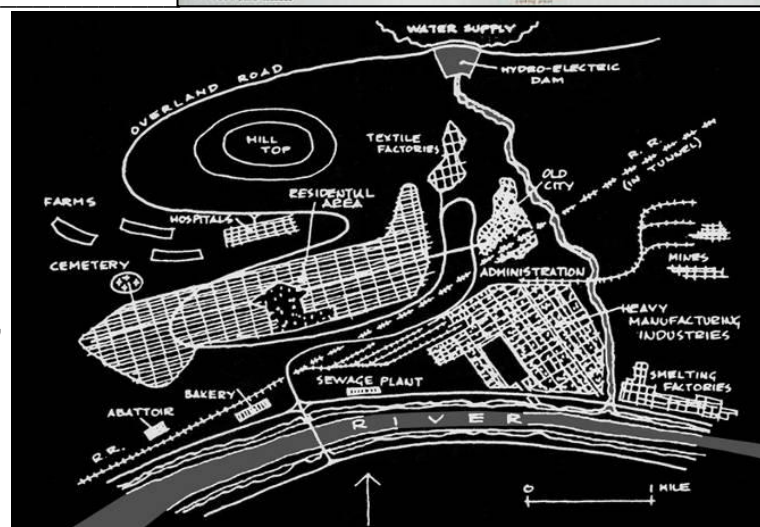 WATER SUPPLY
HYDRO-ELECTRIC
DAM
OVERLAND ROAD
HILL
TOP
TEXTILE
FACTORIES
R.R.
(IN TUNNEL)
OLD
CITY
RESIDENTIAL
AREA
FARMS
HOSPITALS
CEMETERY
ADMINISTRATION
MINES
HEAVY
MANUFACTURING
INDUSTRIES
SMELTING
FACTORIES
SEWAGE PLANT
BAKERY
ABATTOIR
R.R.
RIVER
0 1 MILE